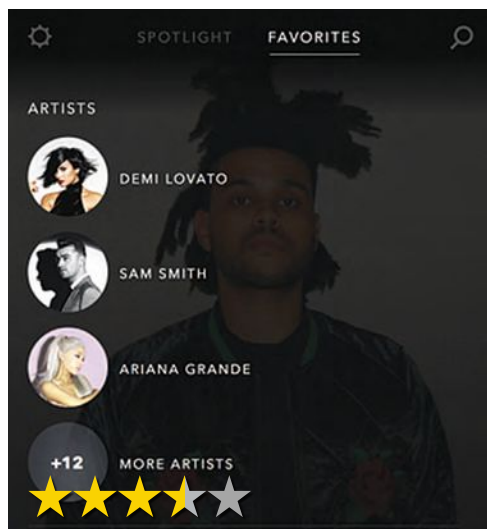 SPOTLIGHT FAVORITES
ARTISTS
DEMI LOVATO
SAM SMITH
ARIANA GRANDE
+12 MORE ARTISTS